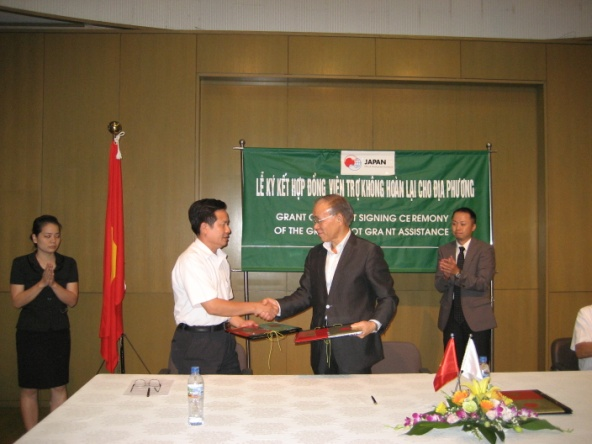 JAPAN
LỄ KÝ KẾT HỢP ĐỒNG VIỆN TRỢ KHÔNG HOÀN LẠI CHO ĐỊA PHƯƠNG
GRANT SIGNING CEREMONY
OF THE GRANT ASSISTANCE